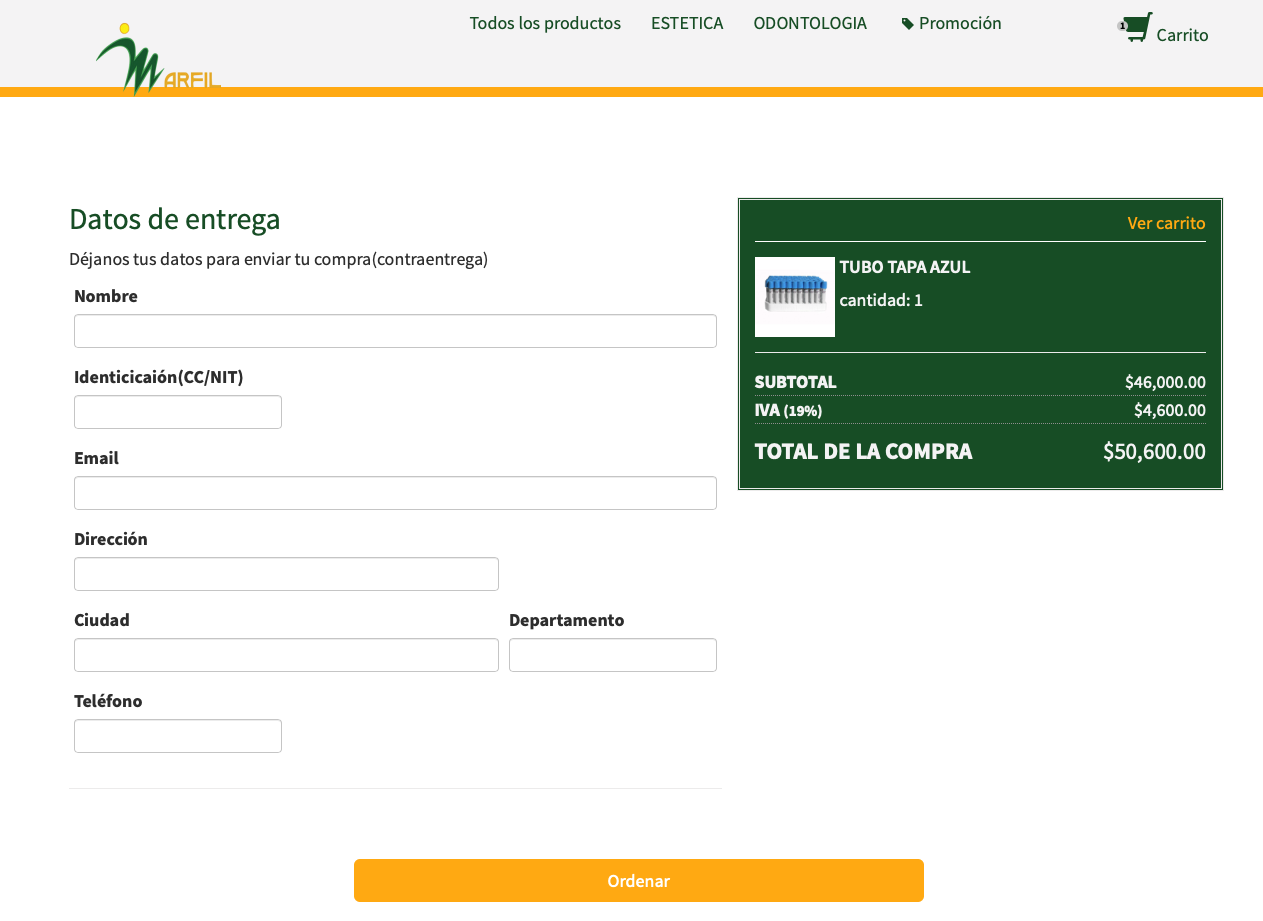 Todos los productos ESTETICA ODONTOLOGIA Promoción
1 Carrito
MARFIL
Datos de entrega
Déjanos tus datos para enviar tu compra(contraentrega)
Nombre
Identicicaión(CC/NIT)
Email
Dirección
Ciudad Departamento
Teléfono
Ver carrito
TUBO TAPA AZUL
cantidad: 1
SUBTOTAL $46,000.00
IVA (19%) $4,600.00
TOTAL DE LA COMPRA $50,600.00
Ordenar